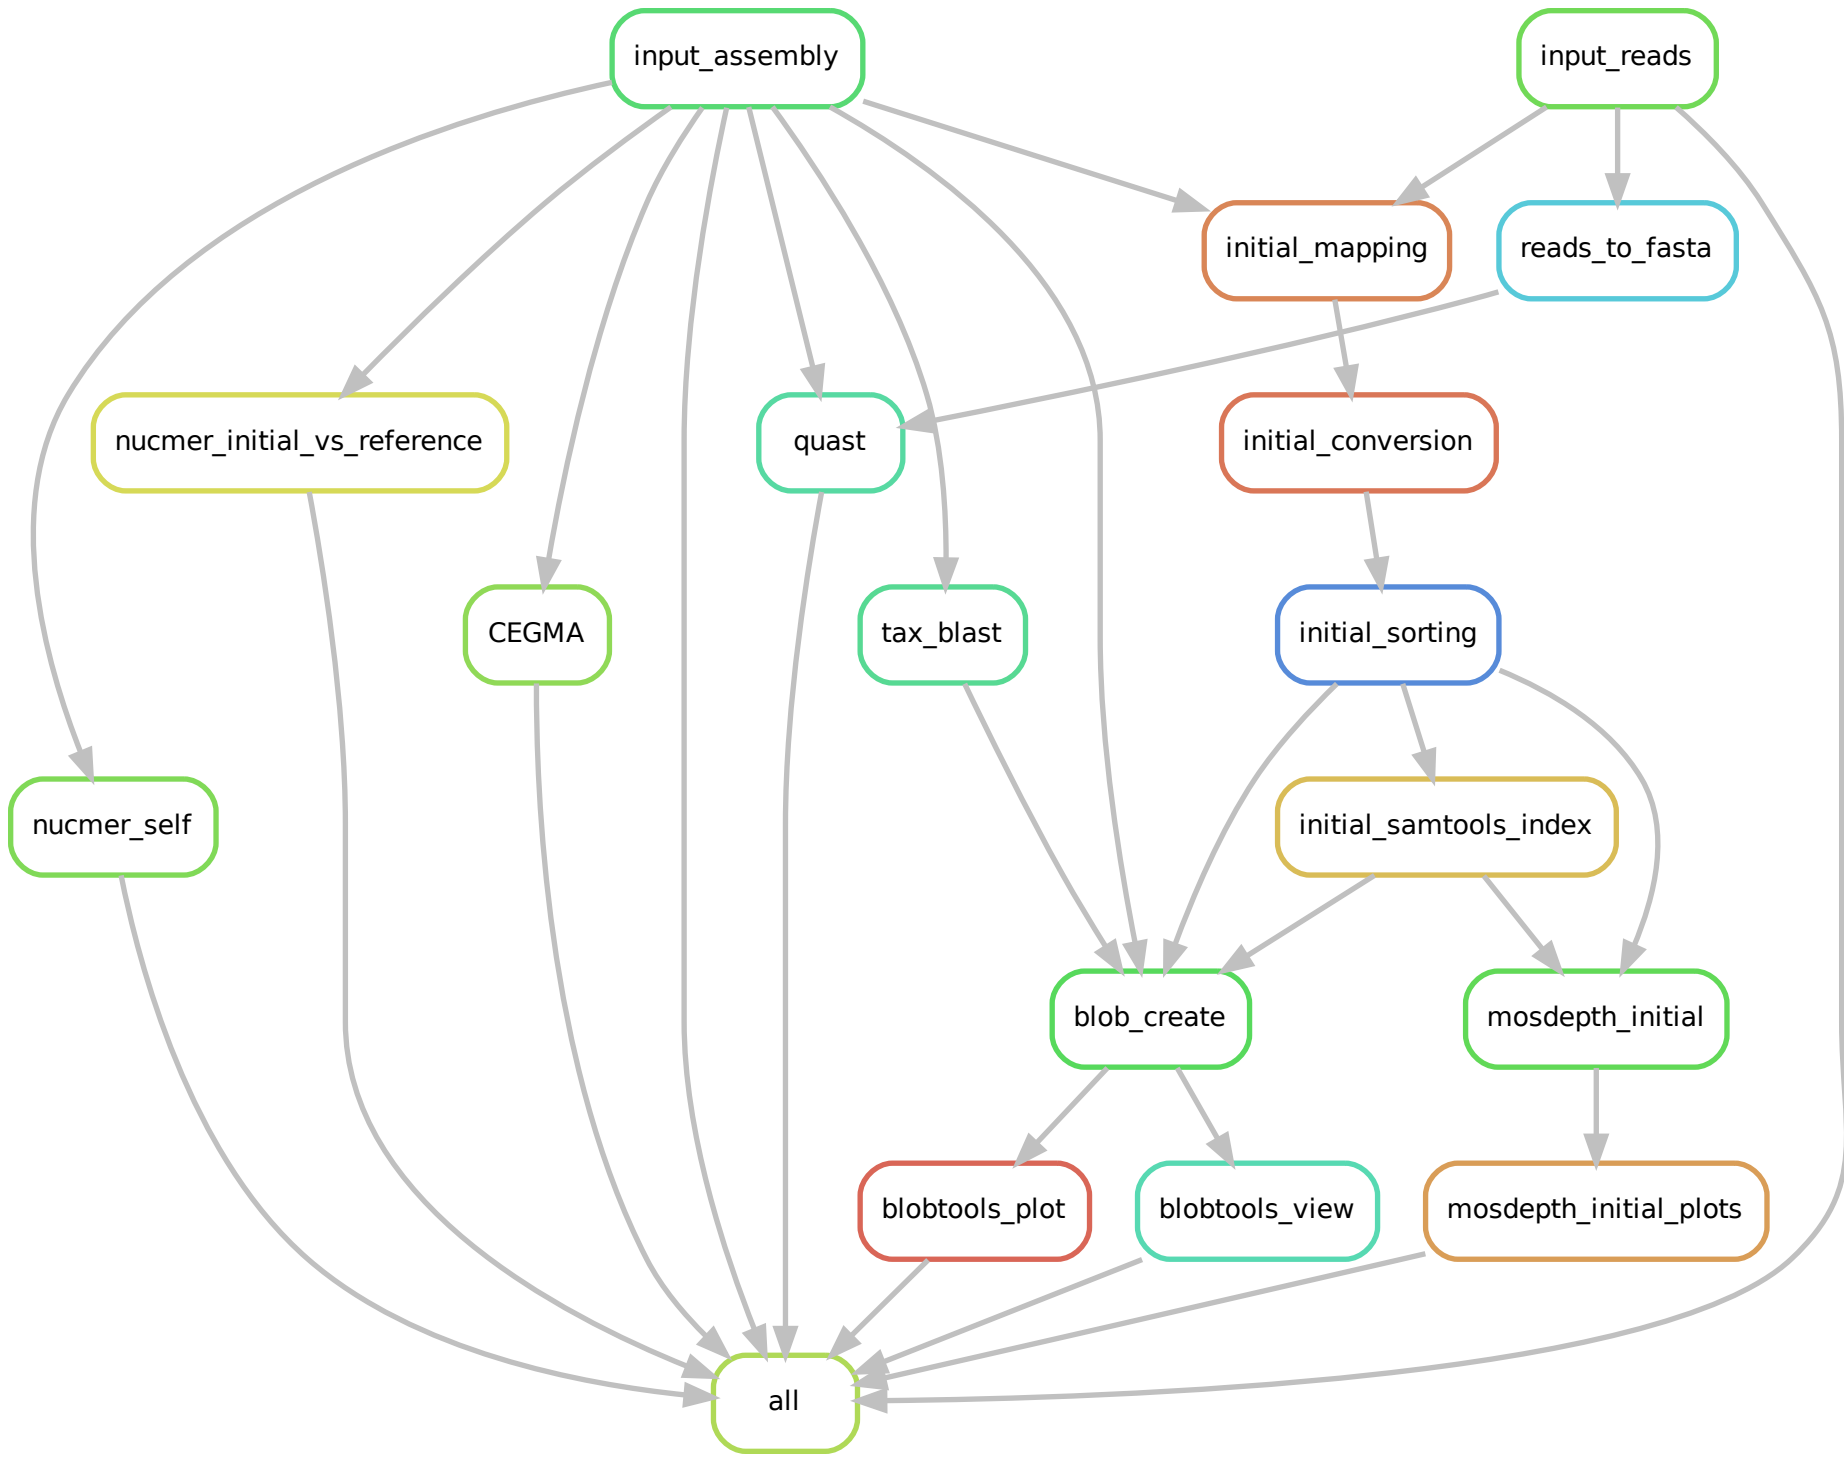 input_assembly
input_reads
initial_mapping
reads_to_fasta
nucmer_initial_vs_reference
quast
initial_conversion
CEGMA
tax_blast
initial_sorting
nucmer_self
initial_samtools_index
blob_create
mosdepth_initial
blobtools_plot
blobtools_view
mosdepth_initial_plots
all